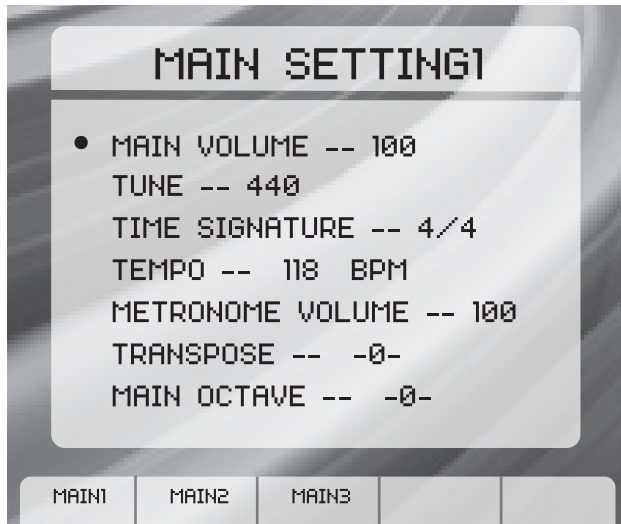 MAIN SETTING1
• MAIN VOLUME -- 100
TUNE -- 440
TIME SIGNATURE -- 4/4
TEMPO -- 118 BPM
METRONOME VOLUME -- 100
TRANSPOSE -- -0-
MAIN OCTAVE -- -0-
MAIN1 MAIN2 MAIN3